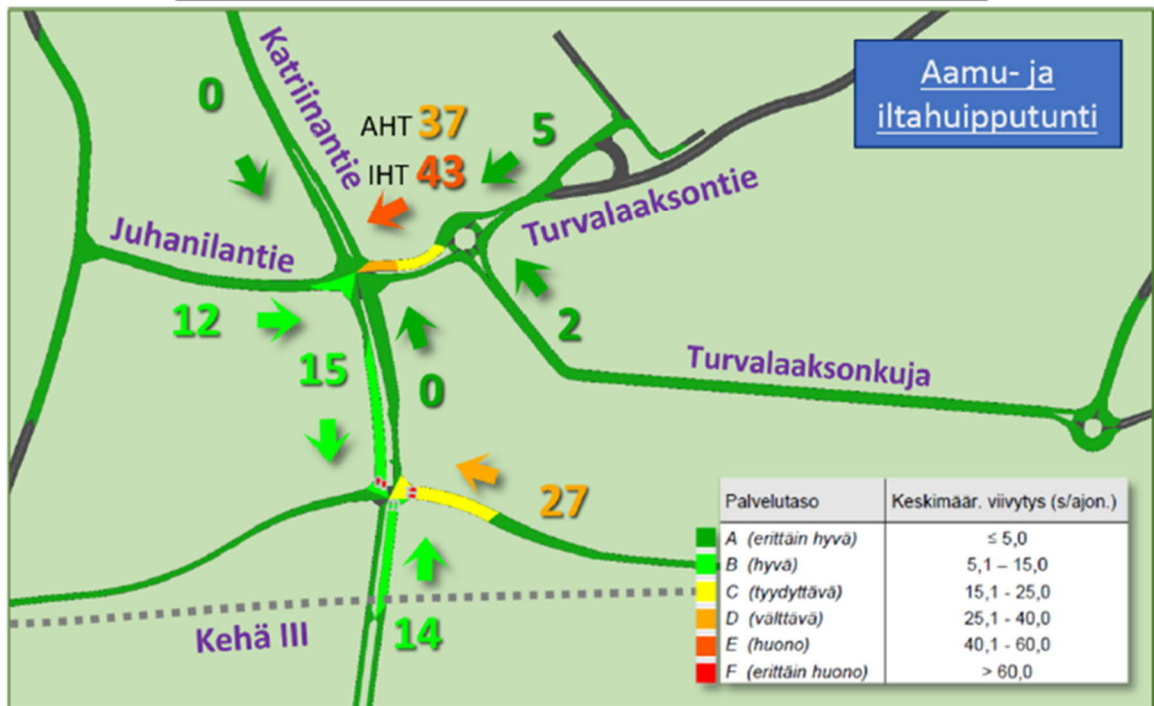 Aamu- ja
iltahuipputunti
Katriinantie
0
AHT 37
IHT 43
5
Turvalaaksontie
Juhanilantie
12
15
0
2
Turvalaaksonkuja
27
14
Kehä III
Palvelutaso Keskimäär. viivytys (s/ajon.)
A (erittäin hyvä) ≤ 5,0
B (hyvä) 5,1 – 15,0
C (tyydyttävä) 15,1 - 25,0
D (välttävä) 25,1 - 40,0
E (huono) 40,1 - 60,0
F (erittäin huono) > 60,0